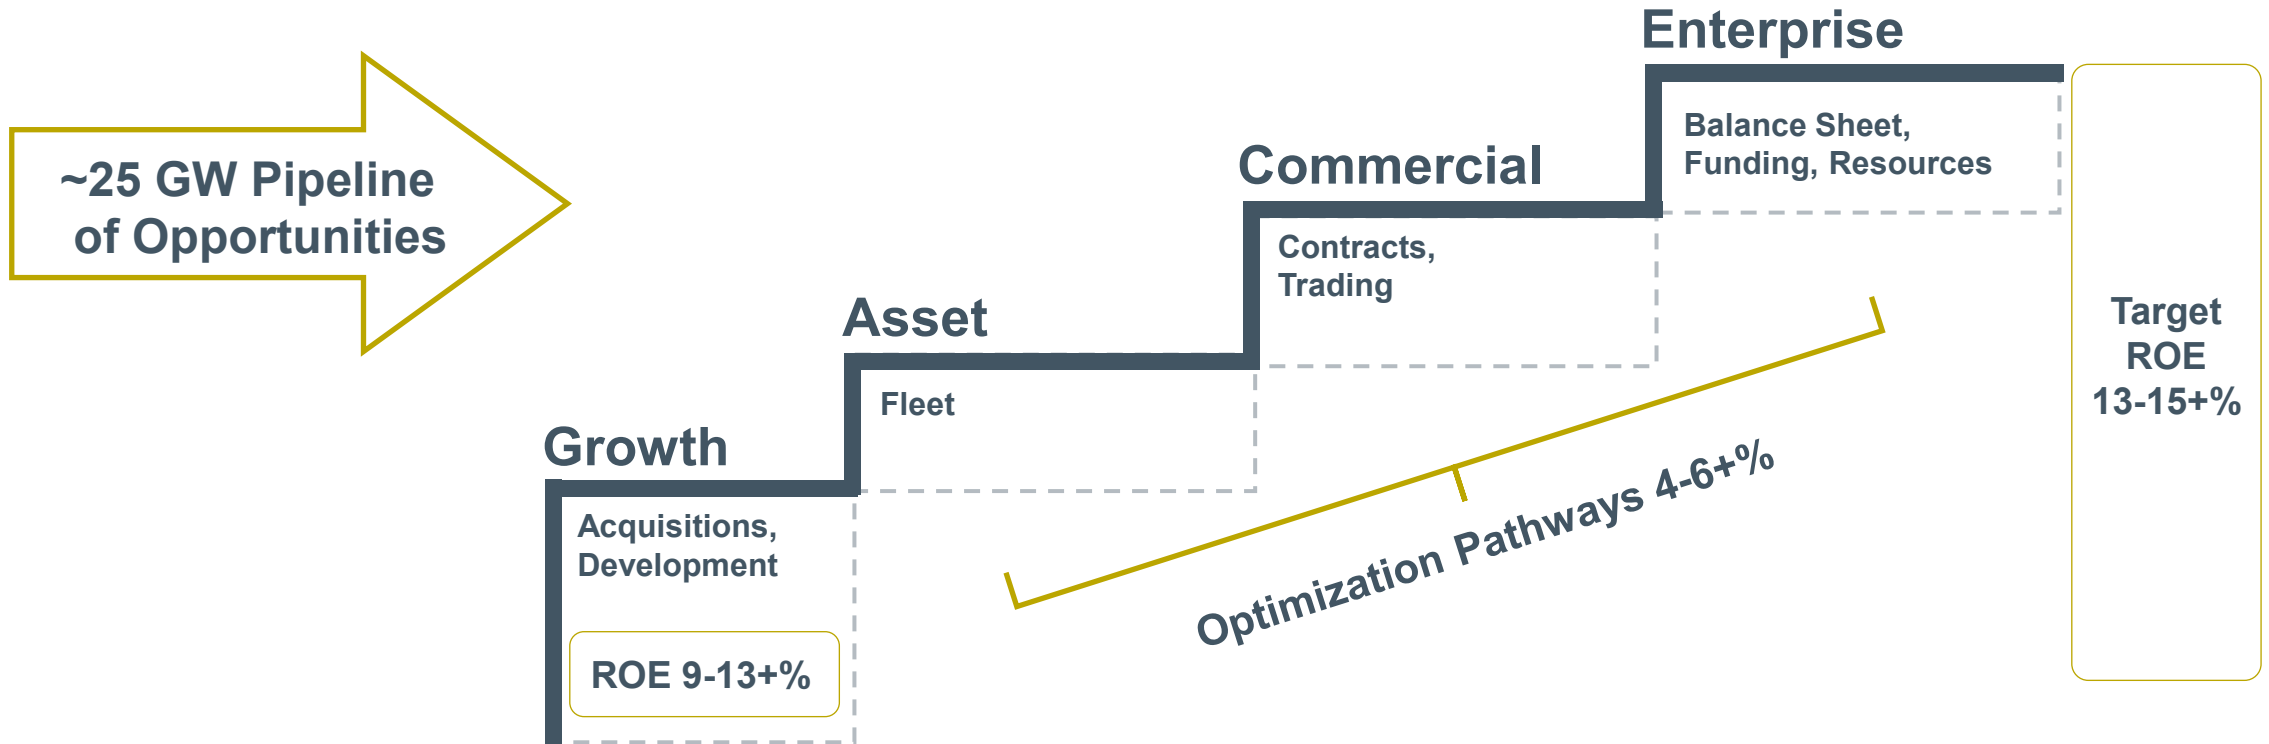 ~25 GW Pipeline
of Opportunities
Growth
Acquisitions,
Development
ROE 9-13+%
Asset
Fleet
Commercial
Contracts,
Trading
Enterprise
Balance Sheet,
Funding, Resources
Optimization Pathways 4-6+%
Target
ROE
13-15+%